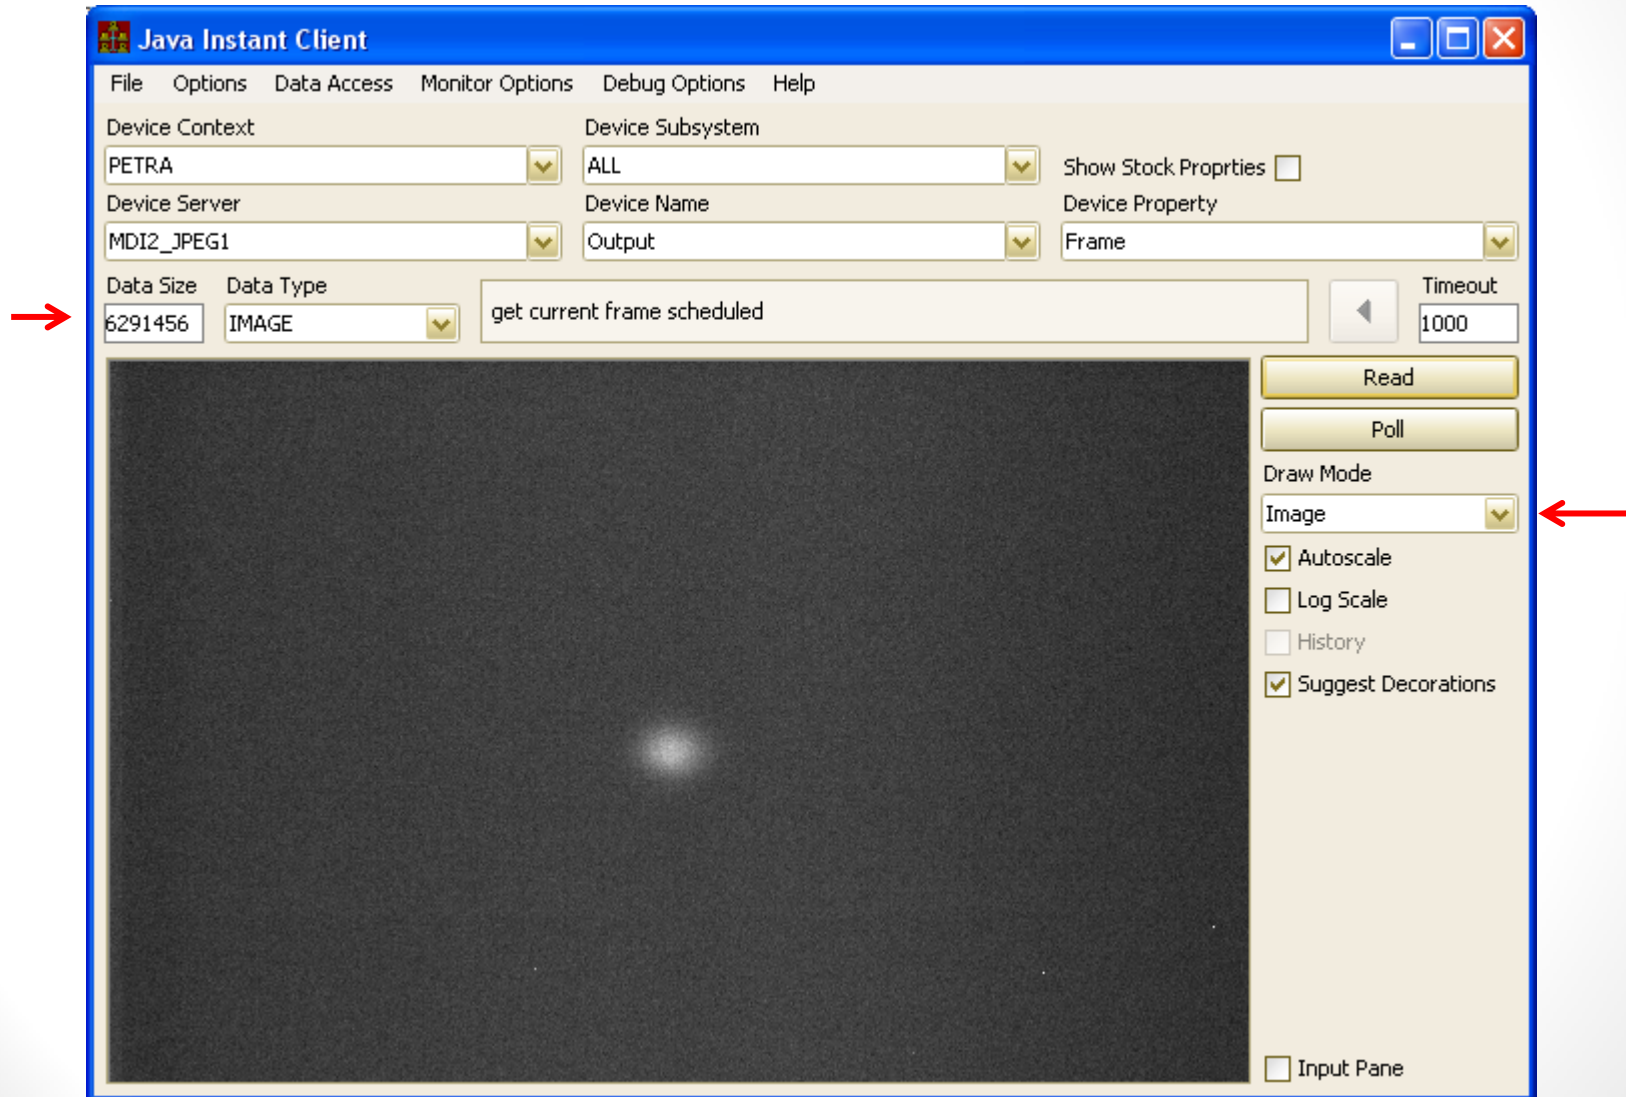 Java Instant Client
File Options Data Access Monitor Options Debug Options Help
Device Context Device Subsystem
PETRA ALL Show Stock Proprties
Device Server Device Name Device Property
MDI2_JPEG1 Output Frame
Data Size Data Type Timeout
6291456 IMAGE get current frame scheduled 1000
Read
Poll
Draw Mode
Image
Autoscale
Log Scale
History
Suggest Decorations
Input Pane